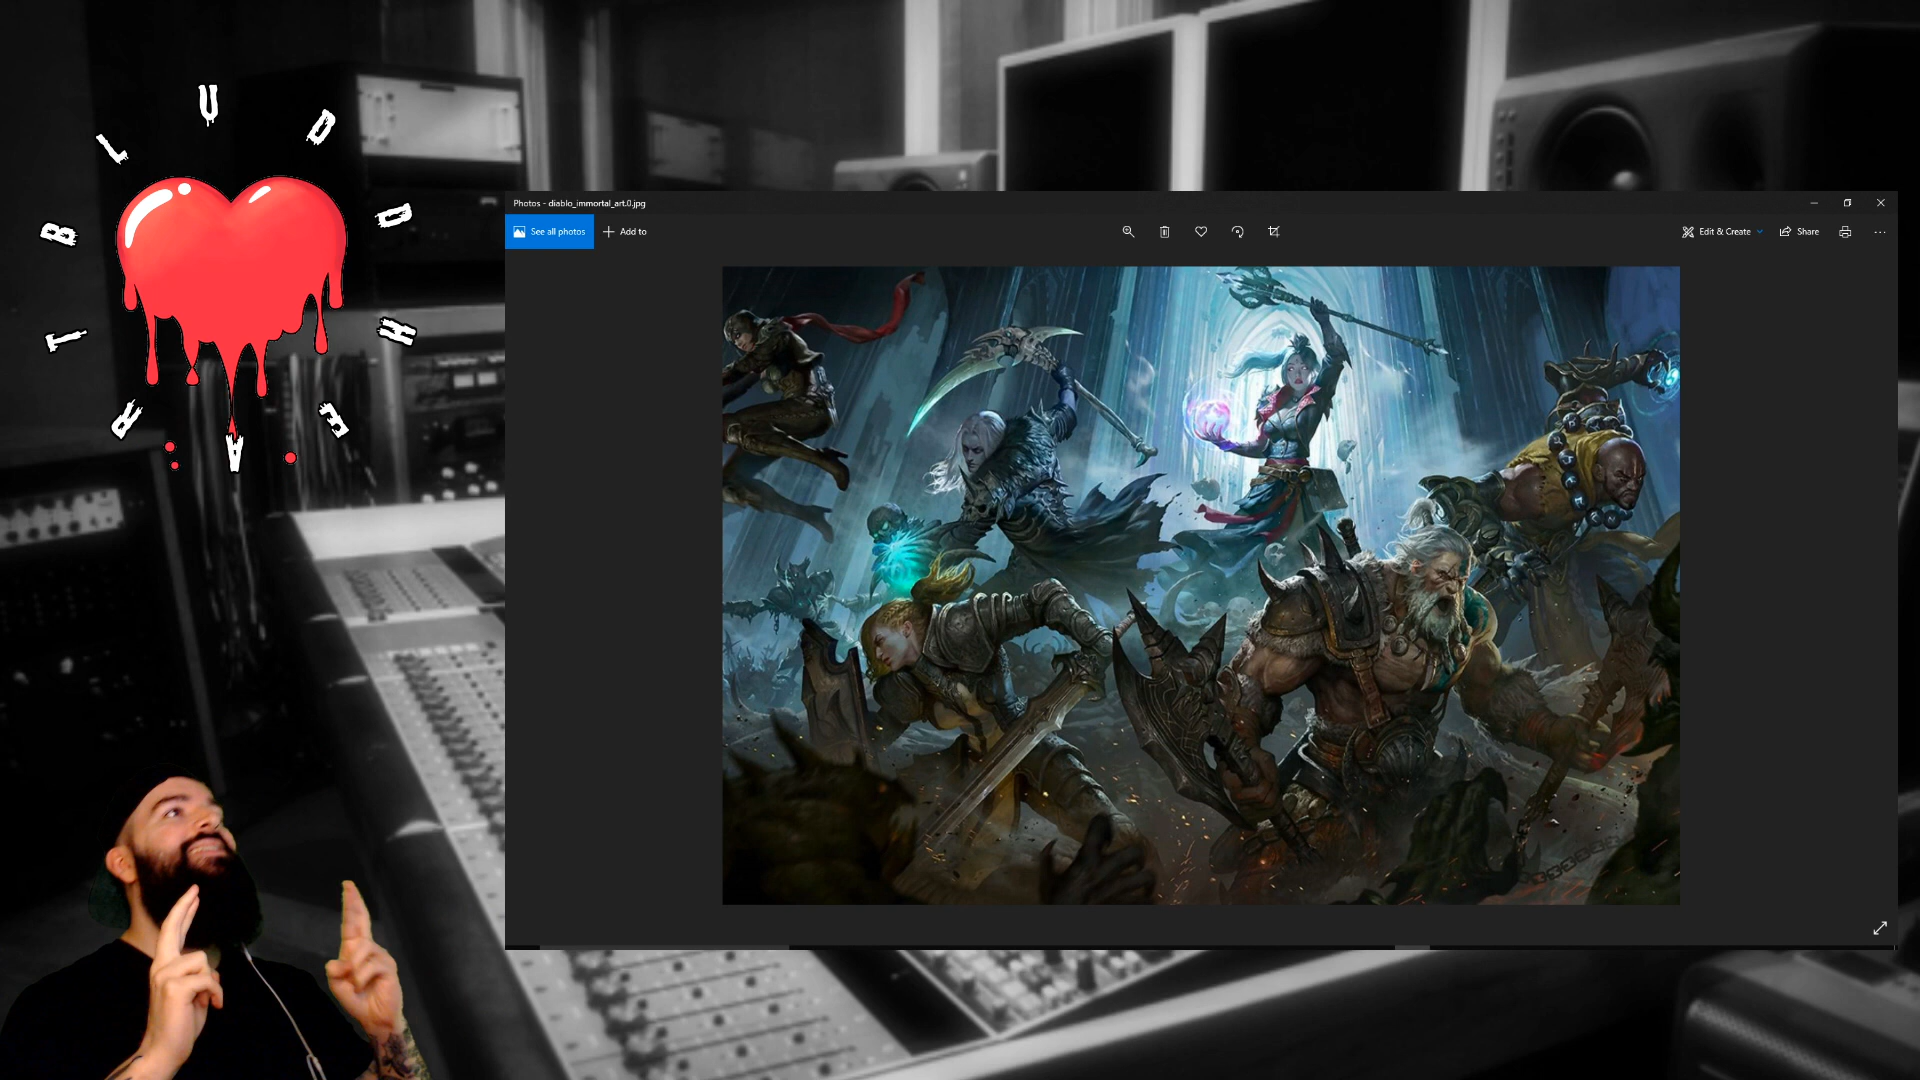 BLUDDHEART
Photos - diablo_immortal_art.0.jpg
See all photos
Add to
Edit & Create
Share